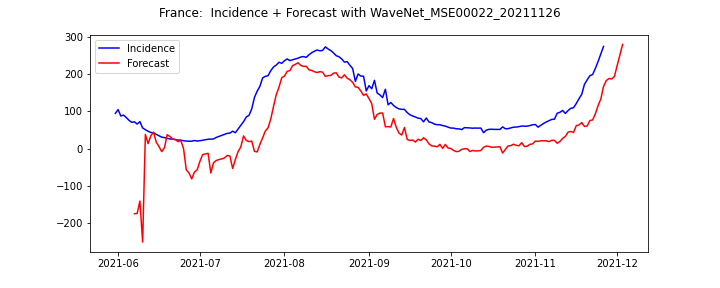 France:  Incidence + Forecast with WaveNet_MSE00022_20211126
Incidence
Forecast
300
200
100
0
−100
−200
2021-06 2021-07 2021-08 2021-09 2021-10 2021-11 2021-12